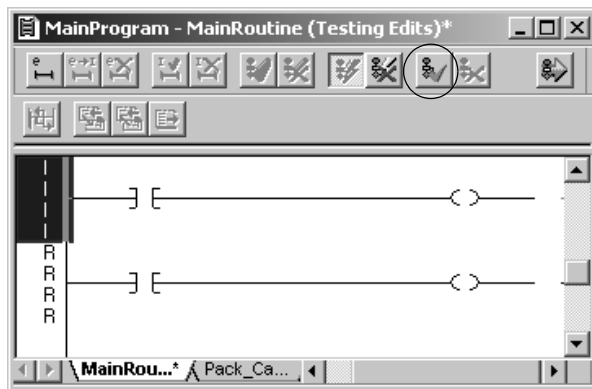 MainProgram - MainRoutine (Testing Edits)*
e e I e I I
I
I
I
I
R
R
R
R
MainRou...* Pack_Ca...